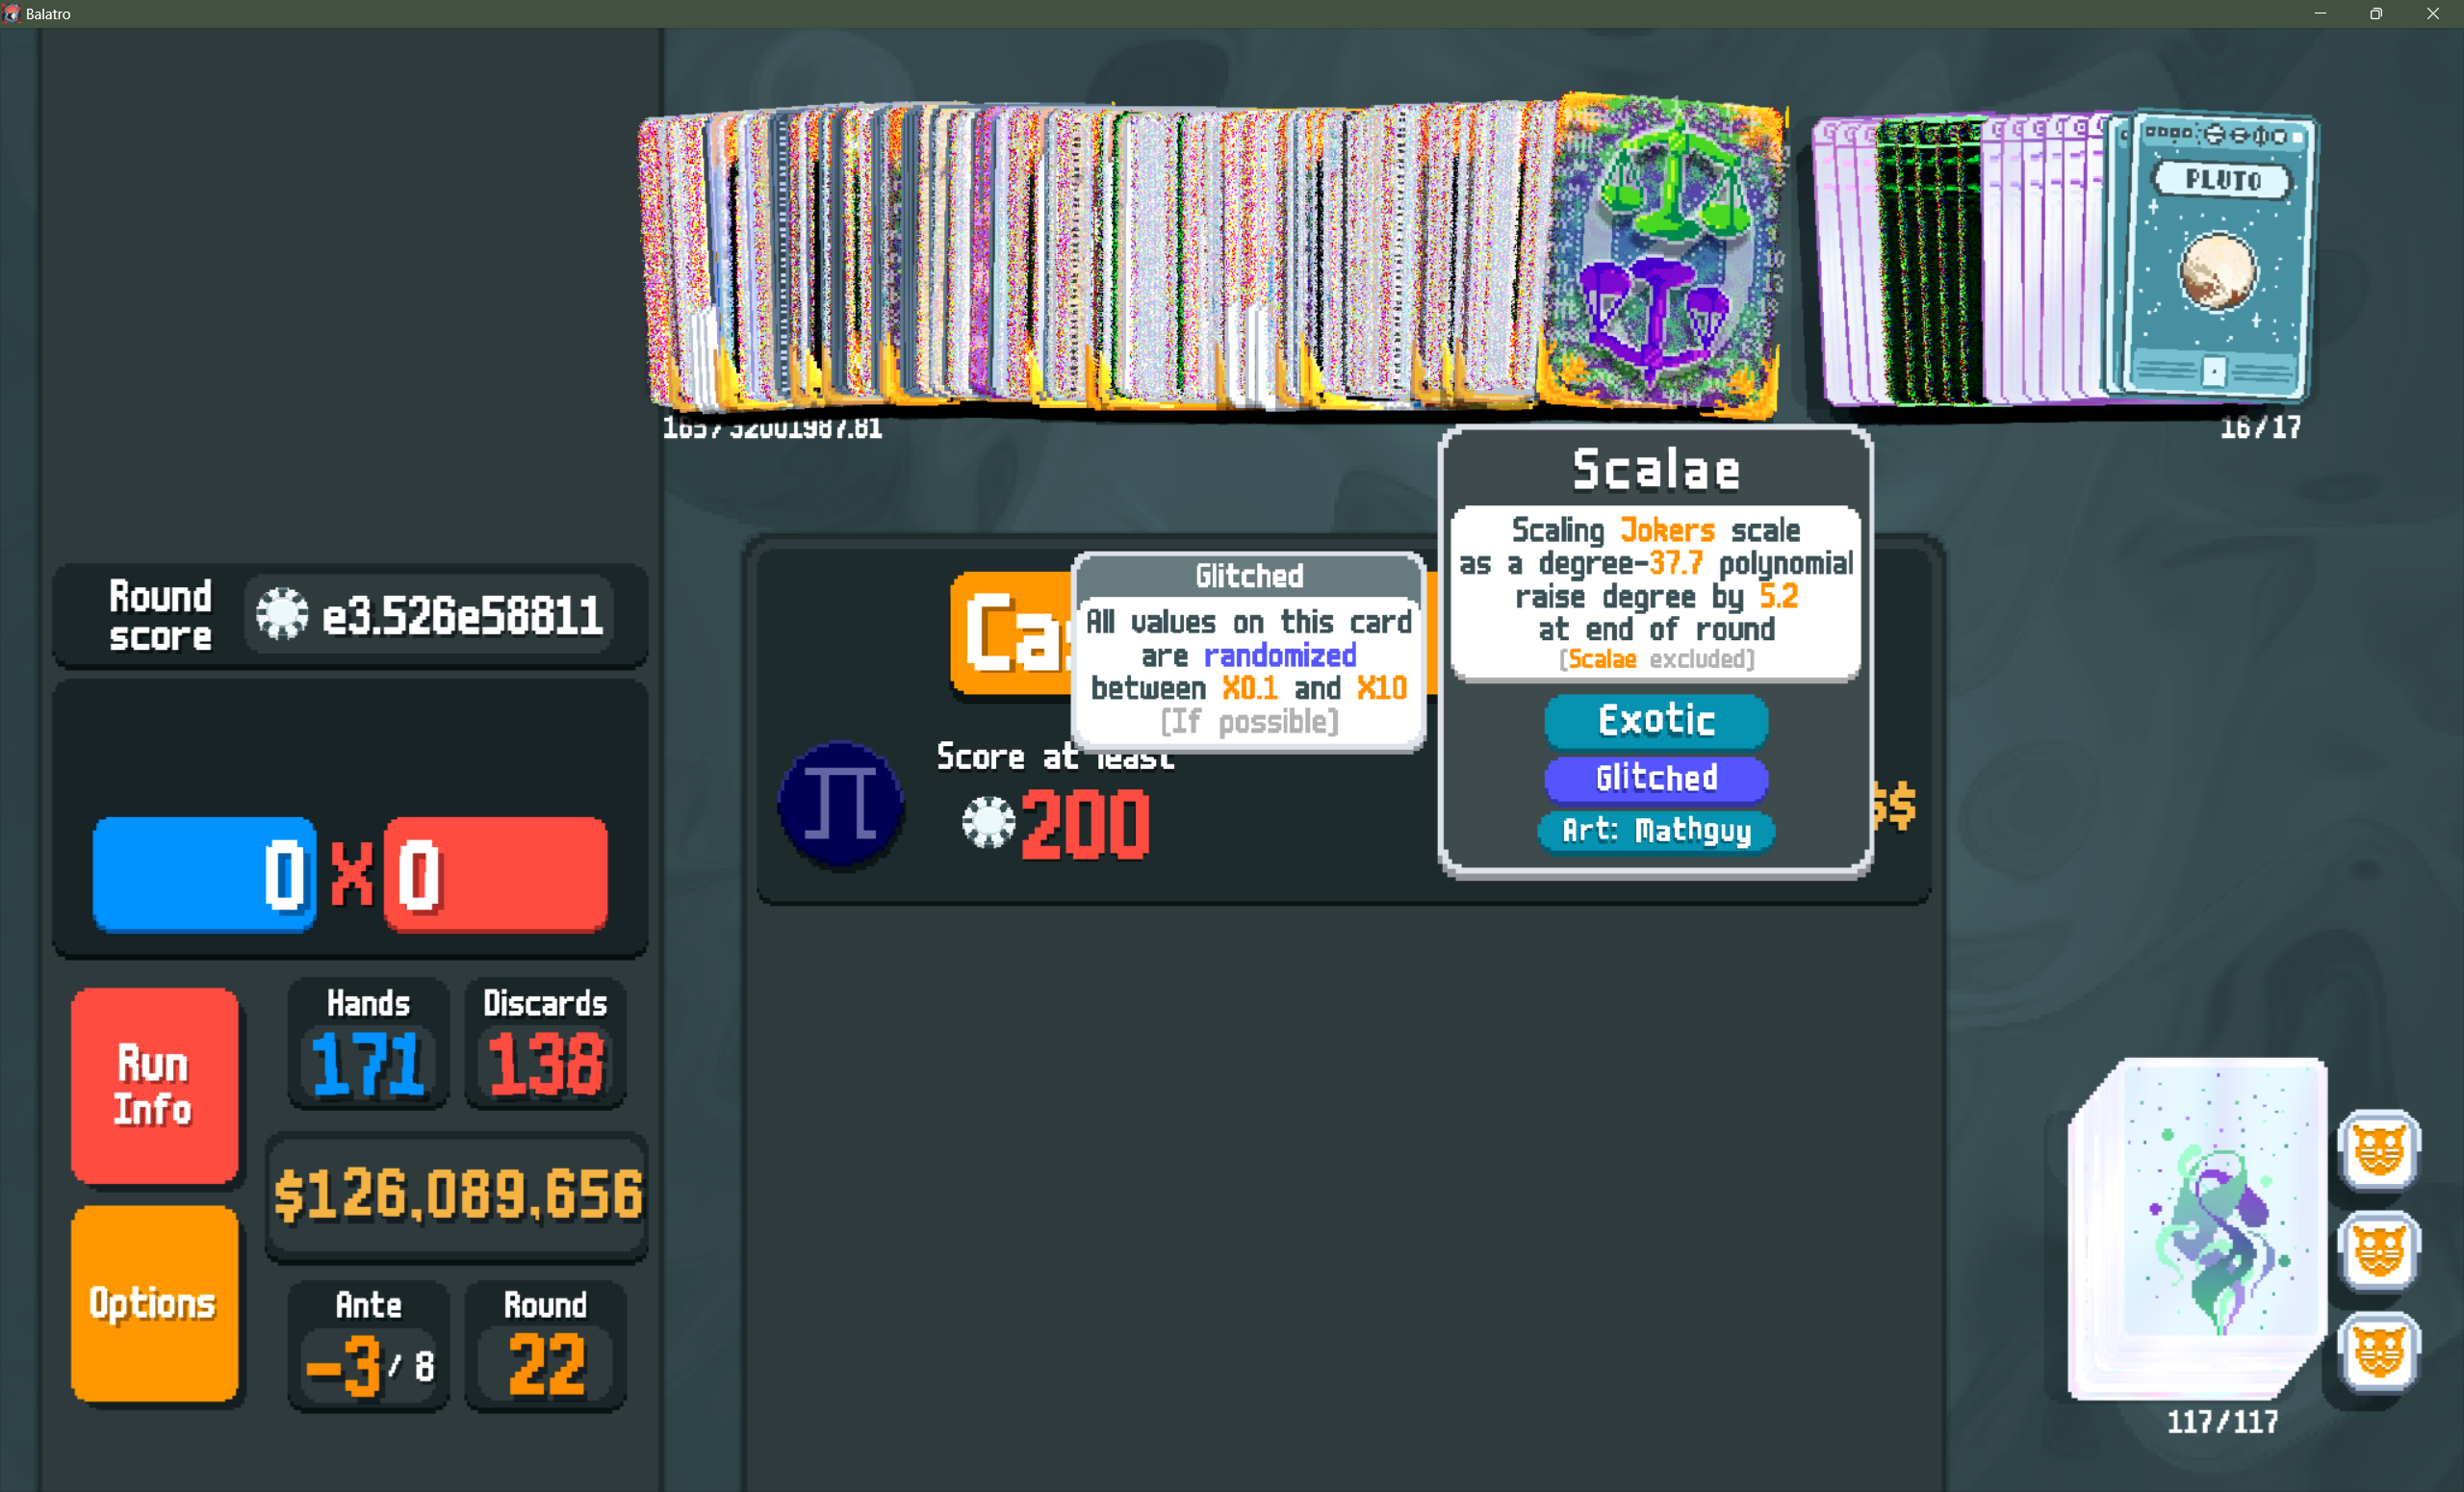 Balatro
PLUTO
16/17
Scalae
Scaling Jokers scale
as a degree-37.7 polynomial
raise degree by 5.2
at end of round
[Scalae excluded]
Exotic
Glitched
Art: Mathguy
Glitched
All values on this card
are randomized
between X0.1 and X10
[If possible]
Round
score
e3.526e58811
Score at least
200
$$
0 X 0
Run
Info
Hands
171
Discards
138
$126,089,656
Options
Ante
-3/ 8
Round
22
117/117